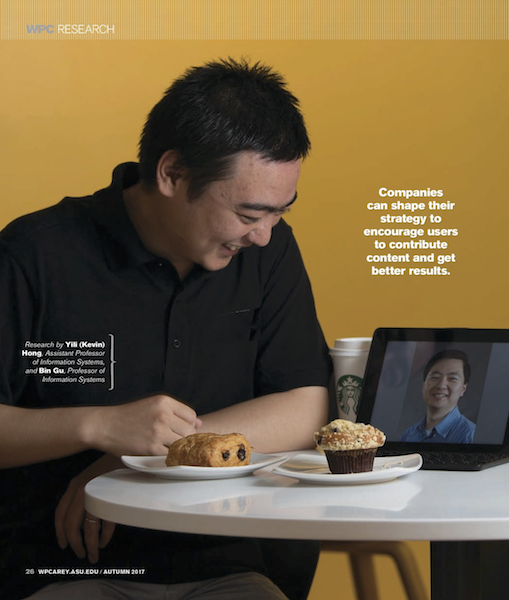 WPC RESEARCH
Companies
can shape their
strategy to
encourage users
to contribute
content and get
better results.
Research by Yili (Kevin)
Hong, Assistant Professor
of Information Systems,
and Bin Gu, Professor of
Information Systems
26 WPCAREY.ASU.EDU / AUTUMN 2017